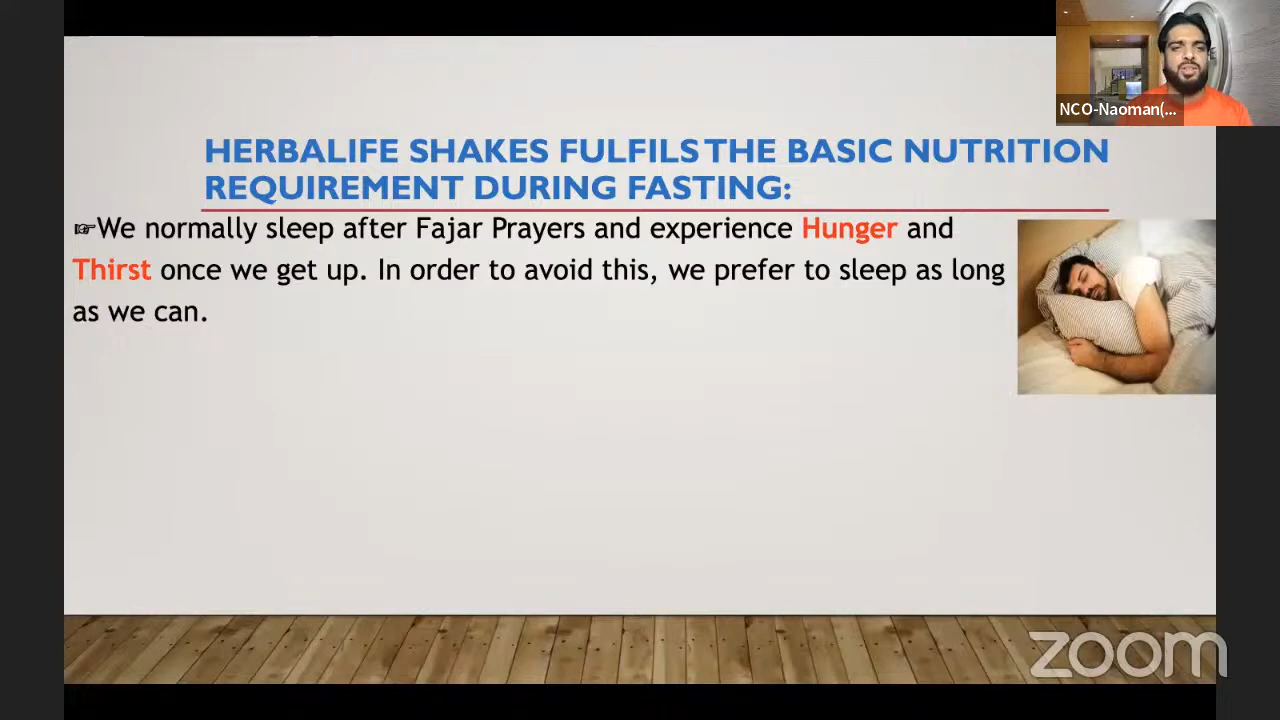 NCO-Naoman(...
HERBALIFE SHAKES FULFILS THE BASIC NUTRITION
REQUIREMENT DURING FASTING:
☞We normally sleep after Fajar Prayers and experience Hunger and
Thirst once we get up. In order to avoid this, we prefer to sleep as long
as we can.
zoom